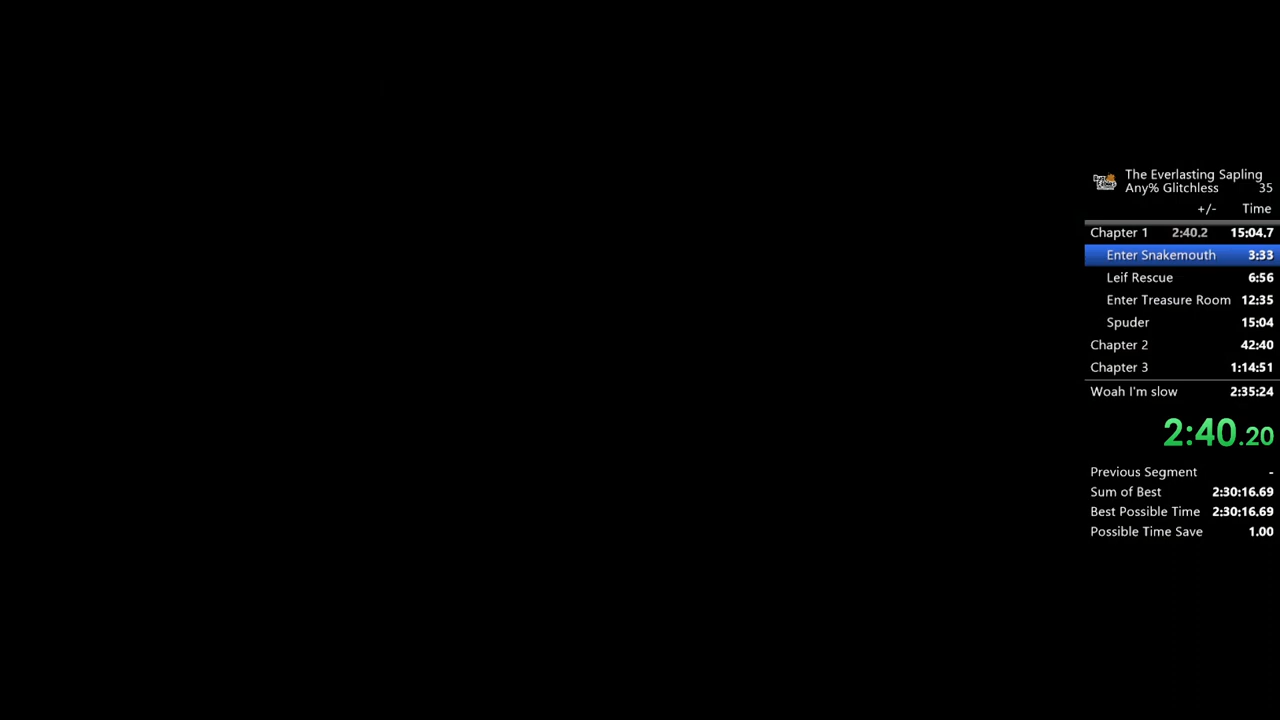 The Everlasting Sapling
Any% Glitchless 35
+/- Time
Chapter 1 2:40.2 15:04.7
Enter Snakemouth 3:33
Leif Rescue 6:56
Enter Treasure Room 12:35
Spuder 15:04
Chapter 2 42:40
Chapter 3 1:14:51
Woah I'm slow 2:35:24
2:40.20
Previous Segment -
Sum of Best 2:30:16.69
Best Possible Time 2:30:16.69
Possible Time Save 1.00